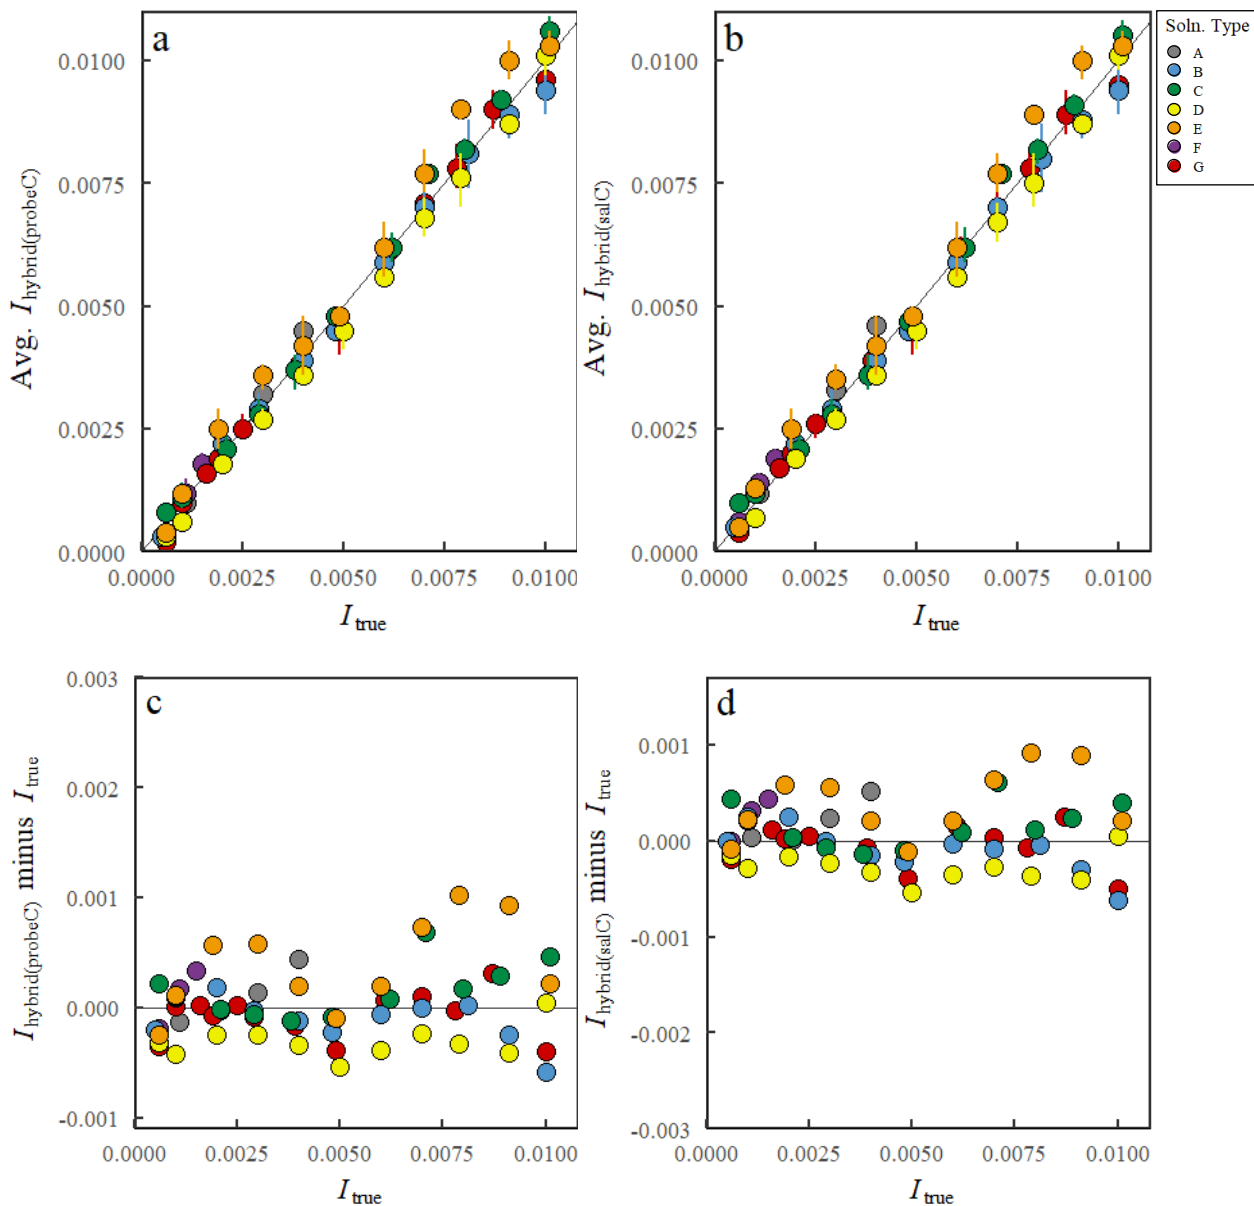 a
0.0100
0.0075
0.0050
0.0025
0.0000
Avg. I hybrid(probeC)
0.0000 0.0025 0.0050 0.0075 0.0100
I true
b
0.0100
0.0075
0.0050
0.0025
0.0000
Avg. I hybrid(salC)
0.0000 0.0025 0.0050 0.0075 0.0100
I true
Soln. Type
A
B
C
D
E
F
G
c
0.003
0.002
0.001
0.000
-0.001
I hybrid(probeC) minus I true
0.0000 0.0025 0.0050 0.0075 0.0100
I true
d
0.001
0.000
-0.001
-0.002
-0.003
I hybrid(salC) minus I true
0.0000 0.0025 0.0050 0.0075 0.0100
I true